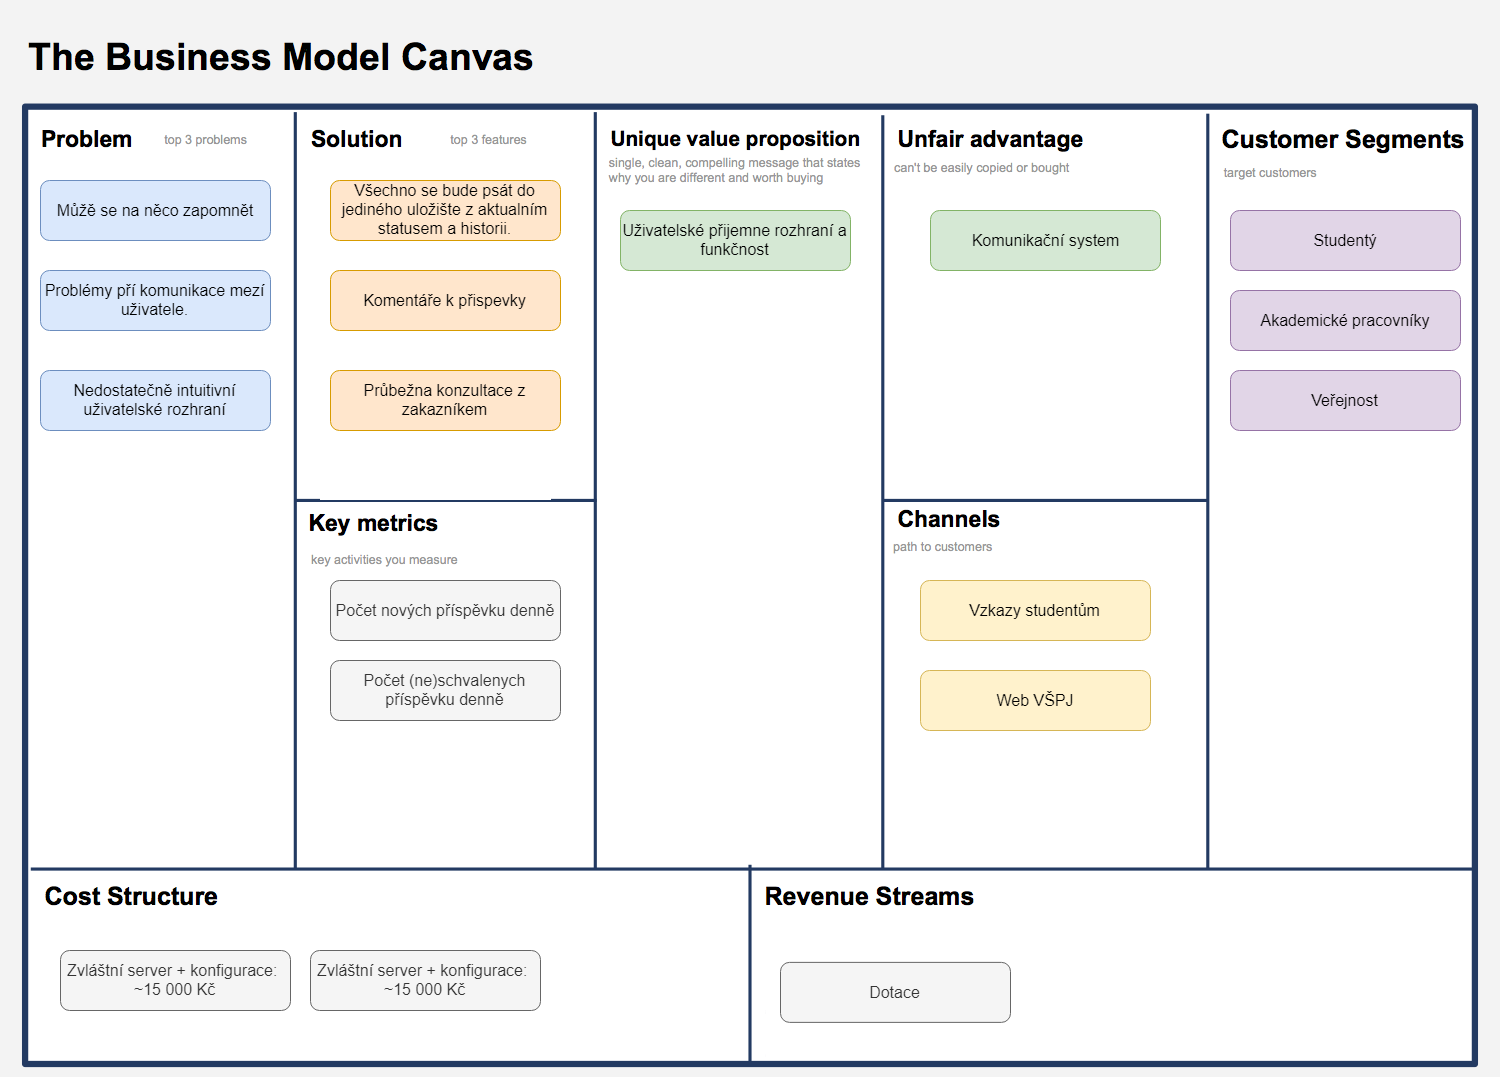 The Business Model Canvas
Problem
top 3 problems
Můžě se na něco zapomnět
Problémy pří komunikace mezí
uživatele.
Nedostatečně intuitivní
uživatelské rozhraní
Solution
top 3 features
Všechno se bude psát do
jediného uložište z aktualním
statusem a historii.
Komentáře k přispevky
Průbežna konzultace z
zakazníkem
Key metrics
key activities you measure
Počet nových příspěvku denně
Počet (ne)schvalenych
příspěvku denně
Unique value proposition
single, clean, compelling message that states
why you are different and worth buying
Uživatelské přijemne rozhraní a
funkčnost
Unfair advantage
can't be easily copied or bought
Komunikační system
Channels
path to customers
Vzkazy studentům
Web VŠPJ
Customer Segments
target customers
Studentý
Akademické pracovníky
Veřejnost
Cost Structure
Zvláštní server + konfigurace:
~15 000 Kč
Zvláštní server + konfigurace:
~15 000 Kč
Revenue Streams
Dotace